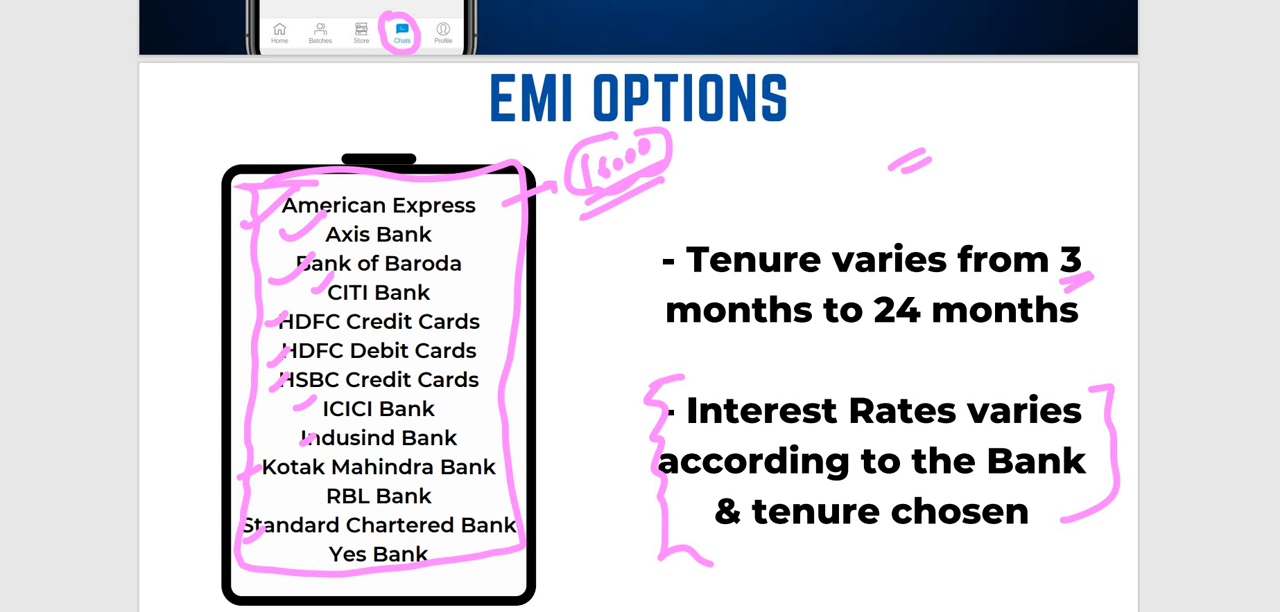 Home Batches Store Chats Profile
EMI OPTIONS
American Express
Axis Bank
Bank of Baroda
CITI Bank
HDFC Credit Cards
HDFC Debit Cards
HSBC Credit Cards
ICICI Bank
Indusind Bank
Kotak Mahindra Bank
RBL Bank
Standard Chartered Bank
Yes Bank
- Tenure varies from 3
months to 24 months
- Interest Rates varies
according to the Bank
& tenure chosen